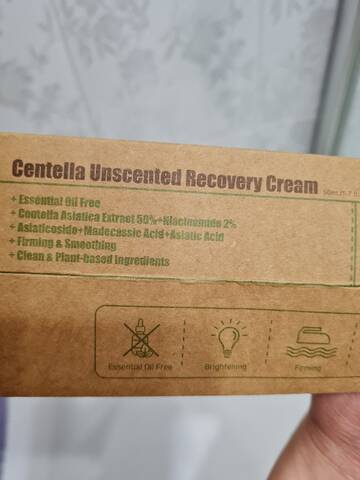 Centella Unscented Recovery Cream
+ Essential Oil Free
+ Centella Asiatica Extract 50%+Niacinamide 2%
+ Asiaticoside+Madecassic Acid+Asiatic Acid
+ Firming & Smoothing
+ Clean & Plant-based Ingredients
Essential Oil Free
Brightening
Firming